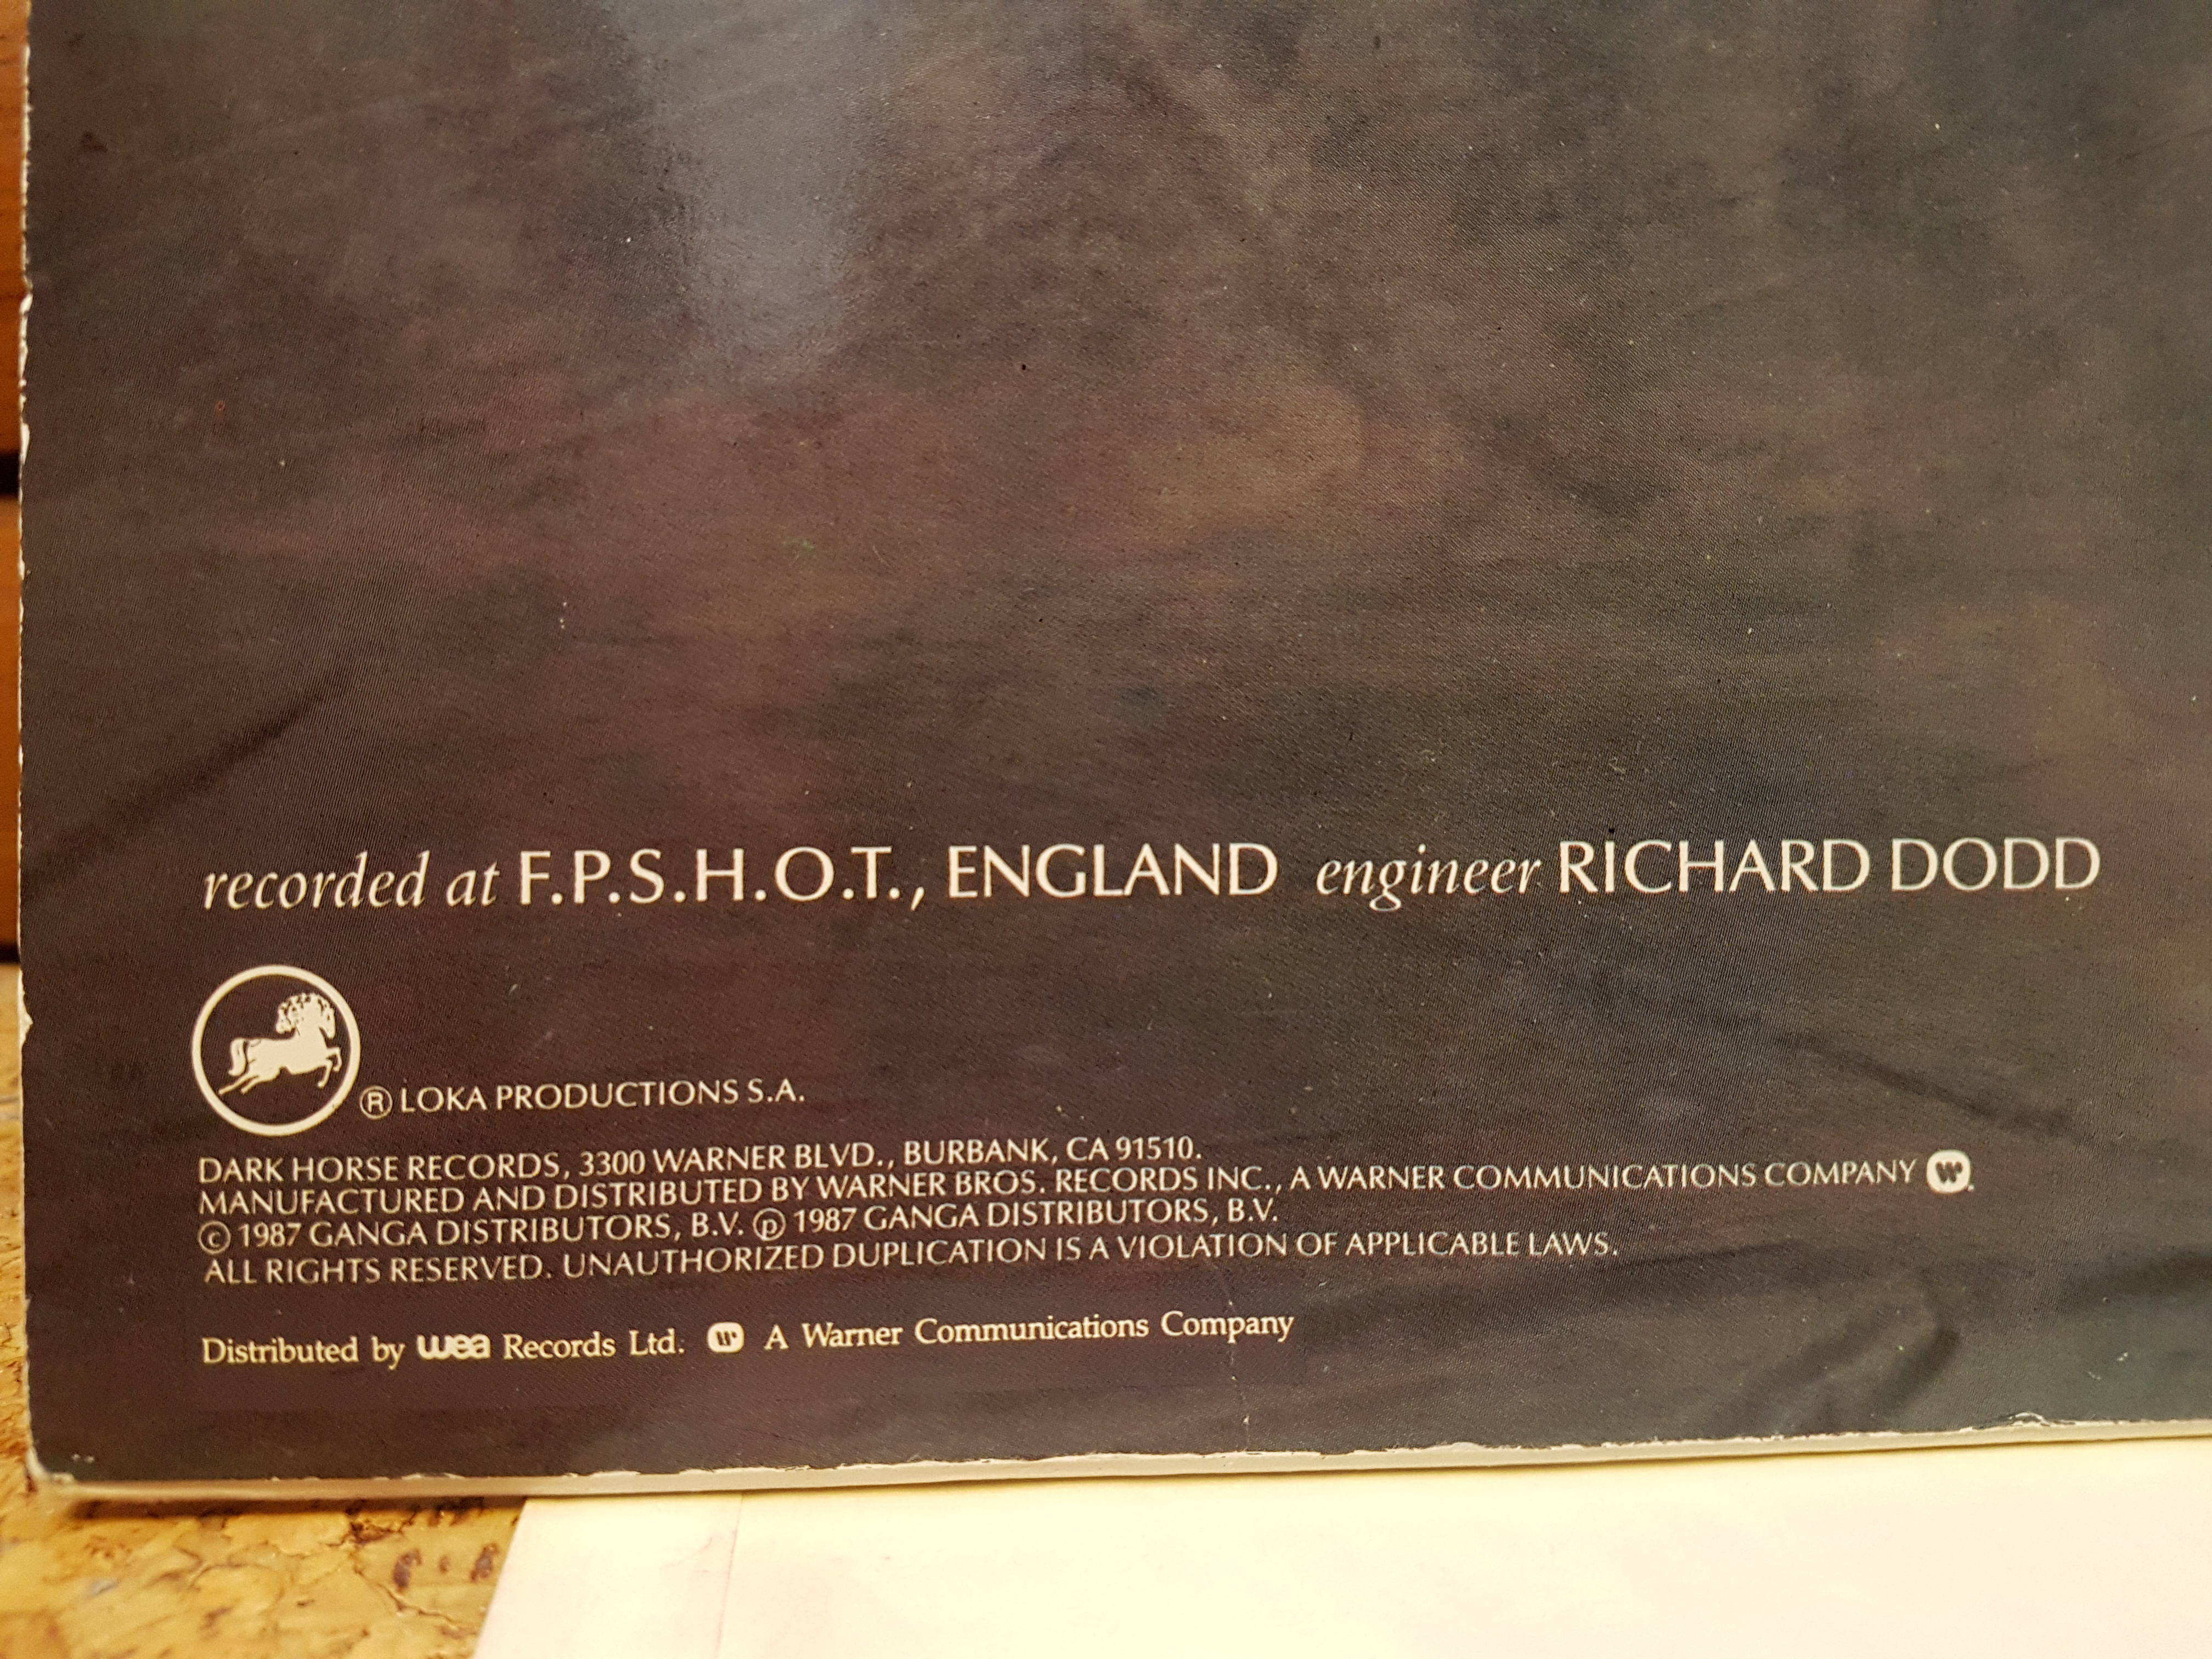 recorded at F.P.S.H.O.T., ENGLAND engineer RICHARD DODD
® LOKA PRODUCTIONS S.A.
DARK HORSE RECORDS, 3300 WARNER BLVD., BURBANK, CA 91510.
MANUFACTURED AND DISTRIBUTED BY WARNER BROS. RECORDS INC., A WARNER COMMUNICATIONS COMPANY W.
© 1987 GANGA DISTRIBUTORS, B.V. ℗ 1987 GANGA DISTRIBUTORS, B.V.
ALL RIGHTS RESERVED. UNAUTHORIZED DUPLICATION IS A VIOLATION OF APPLICABLE LAWS.
Distributed by wea Records Ltd. W A Warner Communications Company